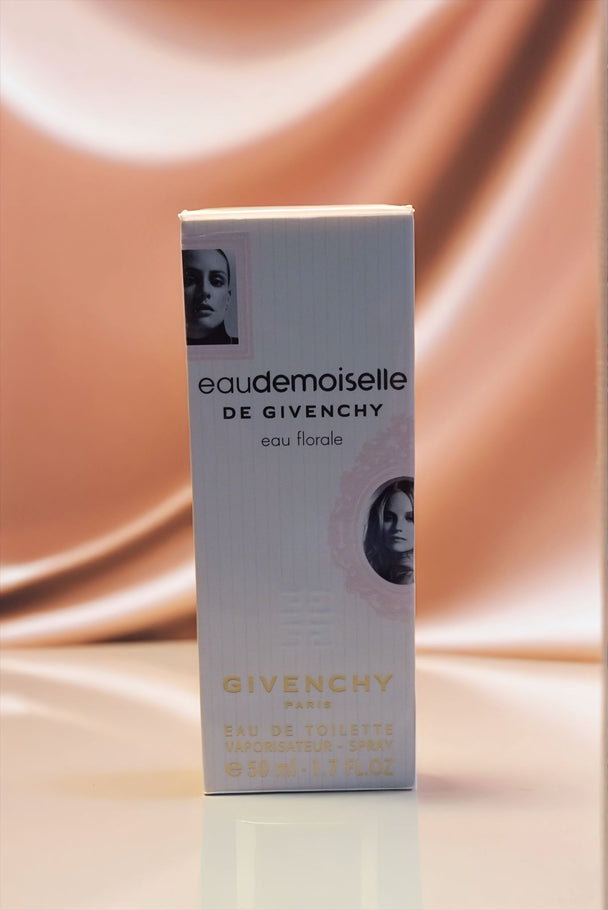 eaudemoiselle
DE GIVENCHY
eau florale
GIVENCHY
PARIS
EAU DE TOILETTE
VAPORISATEUR - SPRAY
℮ 50 ml - 1.7 FL.OZ